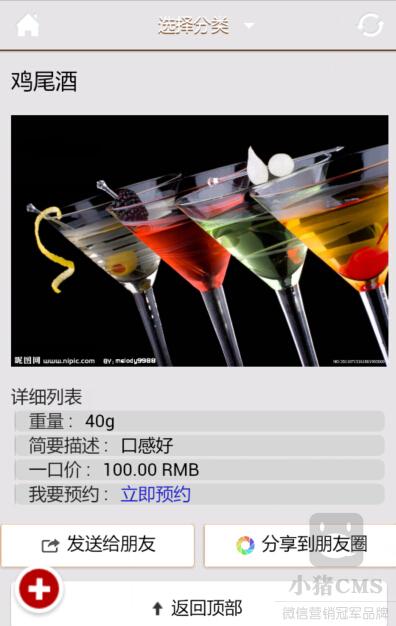 选择分类
鸡尾酒
昵图网 www.nipic.com by:melody9988
详细列表
重量： 40g
简要描述： 口感好
一口价： 100.00 RMB
我要预约： 立即预约
发送给朋友 分享到朋友圈
小猪CMS
返回顶部
微信营销冠军品牌